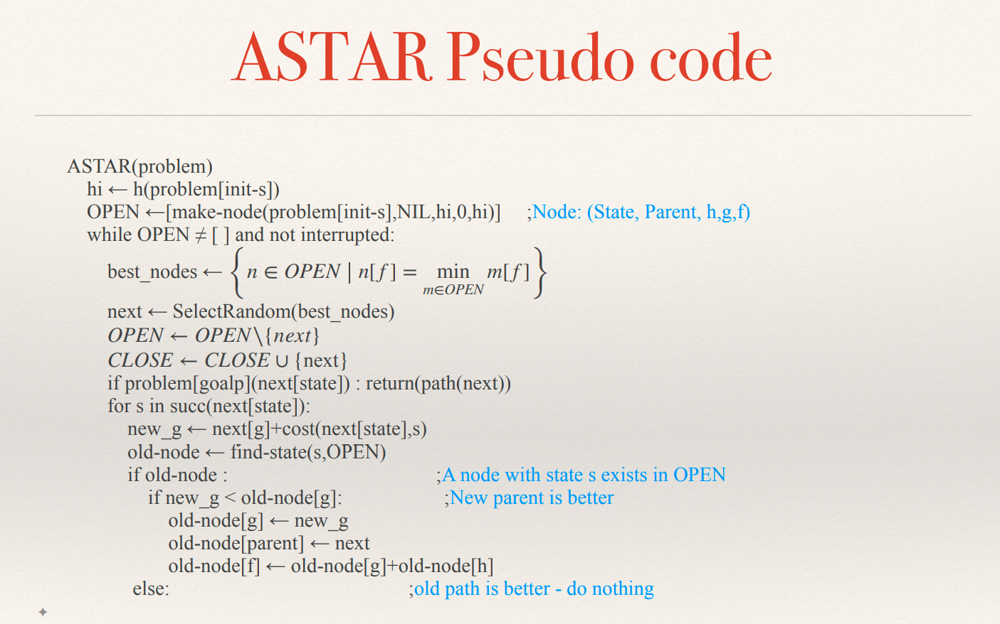 ASTAR Pseudo code
ASTAR(problem)
hi ← h(problem[init-s])
OPEN ←[make-node(problem[init-s],NIL,hi,0,hi)] ;Node: (State, Parent, h,g,f)
while OPEN ≠ [ ] and not interrupted:
best_nodes ← { n ∈ OPEN | n[f] = min m∈OPEN m[f] }
next ← SelectRandom(best_nodes)
OPEN ← OPEN\{next}
CLOSE ← CLOSE ∪ {next}
if problem[goalp](next[state]) : return(path(next))
for s in succ(next[state]):
new_g ← next[g]+cost(next[state],s)
old-node ← find-state(s,OPEN)
if old-node : ;A node with state s exists in OPEN
if new_g < old-node[g]: ;New parent is better
old-node[g] ← new_g
old-node[parent] ← next
old-node[f] ← old-node[g]+old-node[h]
else: ;old path is better - do nothing